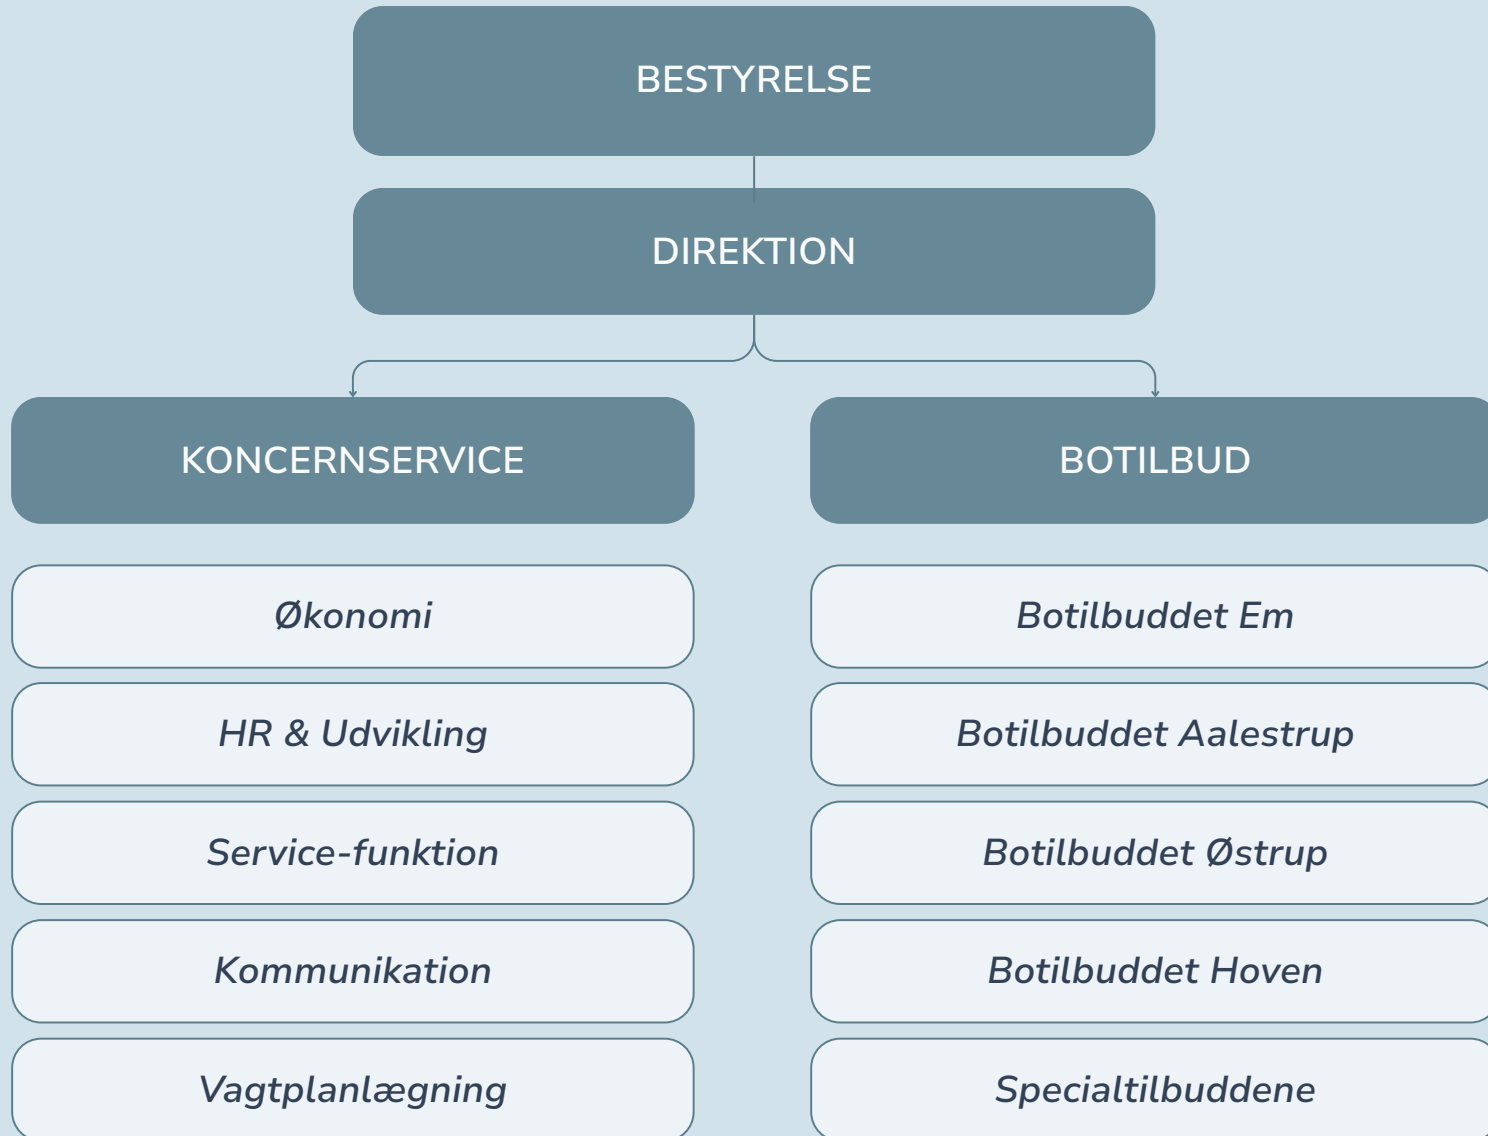 BESTYRELSE
DIREKTION
KONCERNSERVICE
Økonomi
HR & Udvikling
Service-funktion
Kommunikation
Vagtplanlægning
BOTILBUD
Botilbuddet Em
Botilbuddet Aalestrup
Botilbuddet Østrup
Botilbuddet Hoven
Specialtilbuddene